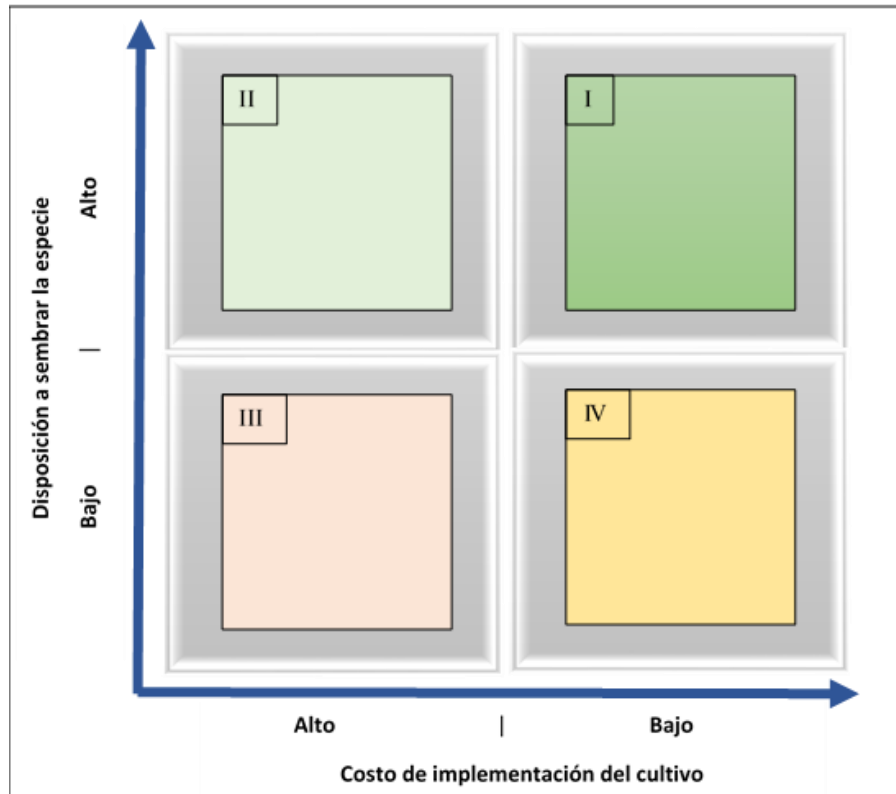 II
I
Alto
Disposición a sembrar la especie
|
III
IV
Bajo
Alto | Bajo
Costo de implementación del cultivo